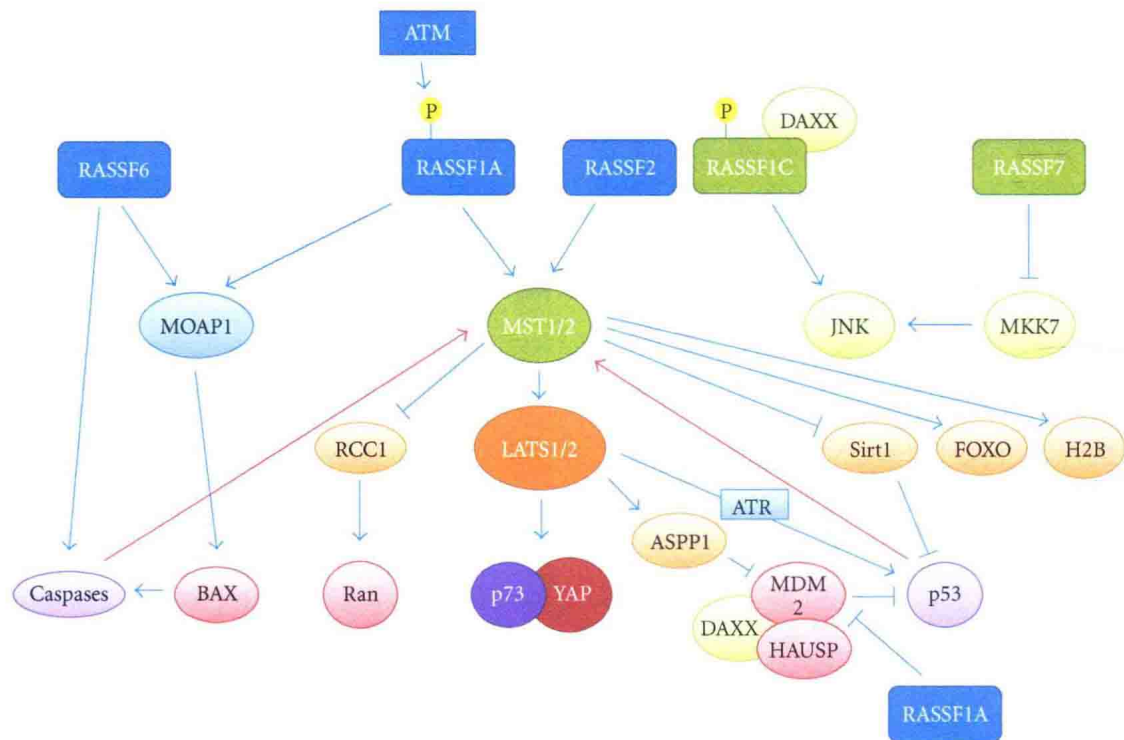 ATM
P
P
DAXX
RASSF6
RASSF1A
RASSF2
RASSF1C
RASSF7
MOAP1
MST1/2
JNK
MKK7
RCC1
LATS1/2
Sirt1
FOXO
H2B
ATR
ASPP1
Caspases
BAX
Ran
p73
YAP
MDM
2
p53
DAXX
HAUSP
RASSF1A